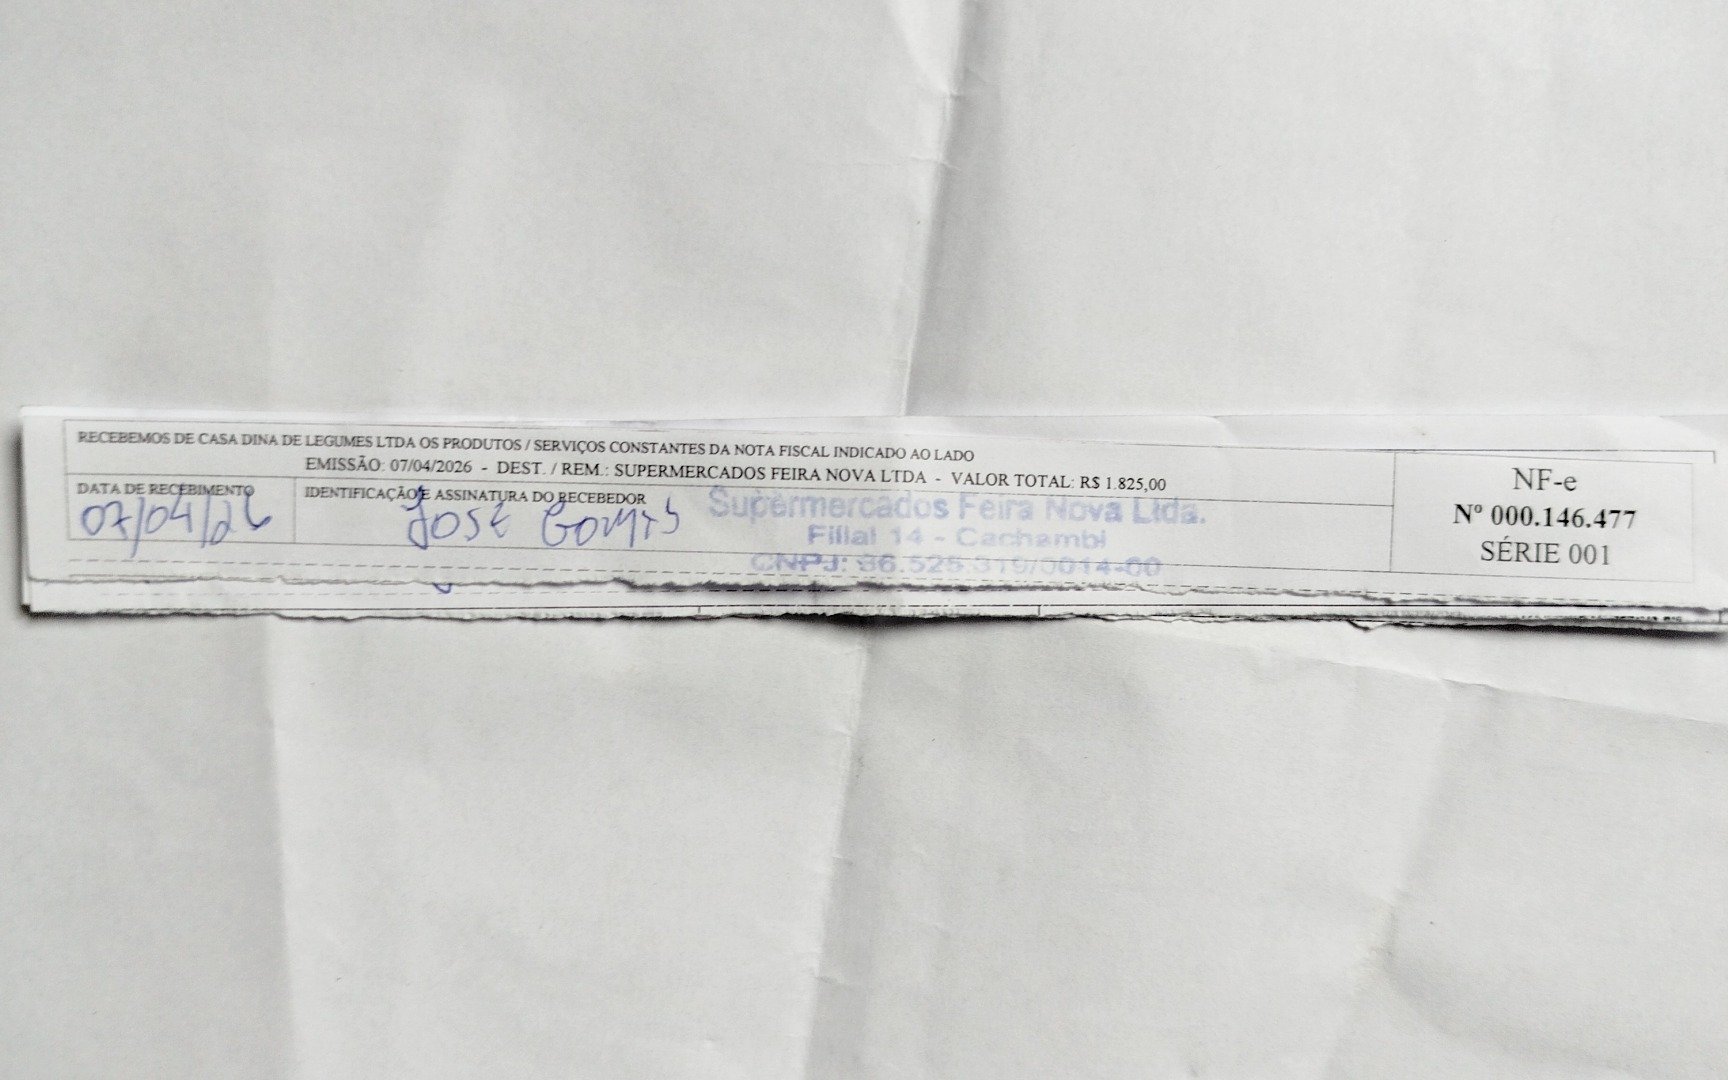 RECEBEMOS DE CASA DINA DE LEGUMES LTDA OS PRODUTOS / SERVIÇOS CONSTANTES DA NOTA FISCAL INDICADO AO LADO
EMISSÃO: 07/04/2026 - DEST. / REM.: SUPERMERCADOS FEIRA NOVA LTDA - VALOR TOTAL: R$ 1.825,00
DATA DE RECEBIMENTO
07/04/26
IDENTIFICAÇÃO E ASSINATURA DO RECEBEDOR
JOSÉ GOMES
Supermercados Feira Nova Ltda.
Filial 14 - Cachambi
CNPJ:
NF-e
Nº 000.146.477
SÉRIE 001